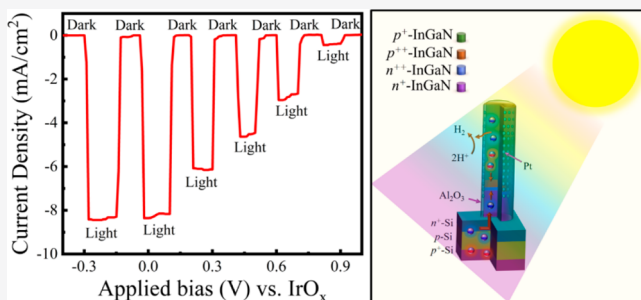 Dark Dark Dark Dark Dark Dark
Light
Light
Light
Light
Light
Light
0
-2
-4
-6
-8
-10
Current Density (mA/cm²)
-0.3 0.0 0.3 0.6 0.9
Applied bias (V) vs. IrOₓ
p⁺-InGaN
p⁺⁺-InGaN
n⁺⁺-InGaN
n⁺-InGaN
H₂
2H⁺
Pt
Al₂O₃
n⁺-Si
p-Si
p⁺-Si